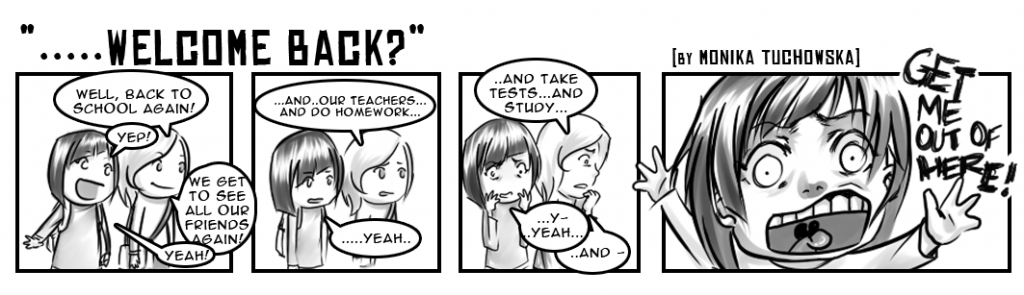 ".....WELCOME BACK?"
[BY MONIKA TUCHOWSKA]
WELL, BACK TO
SCHOOL AGAIN!
YEP!
WE GET
TO SEE
ALL OUR
FRIENDS
AGAIN!
YEAH!
...AND..OUR TEACHERS...
AND DO HOMEWORK...
.....YEAH..
..AND TAKE
TESTS...AND
STUDY...
...Y-
..YEAH...
..AND -
GET
ME
OUT OF
HERE!